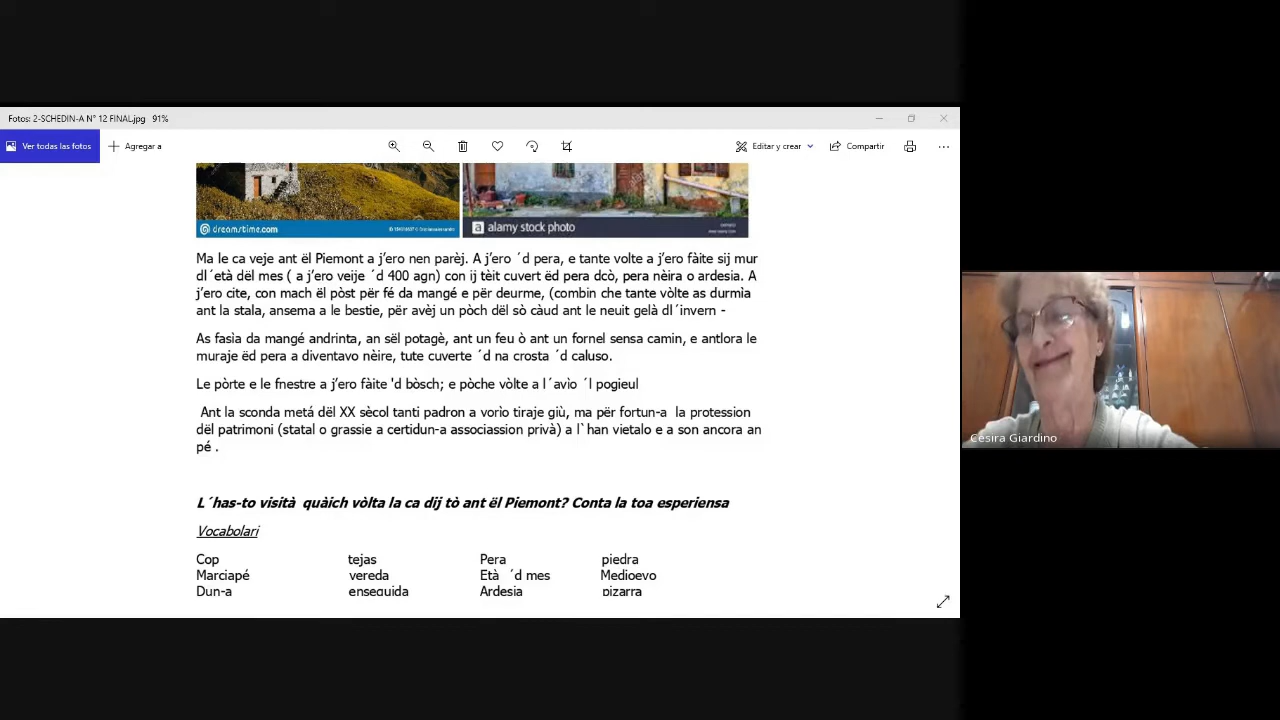 Fotos: 2-SCHEDIN-A N° 12 FINAL.jpg 91%
Ver todas las fotos
Agregar a
Editar y crear
Compartir
dreamstime.com
a alamy stock photo
Ma le ca veje ant ël Piemont a j'ero nen parèj. A j'ero ´d pera, e tante volte a j'ero fàite sij mur
dl´età dël mes ( a j'ero veije ´d 400 agn) con ij tèit cuvert ëd pera dcò, pera nèira o ardesia. A
j'ero cite, con mach ël pòst për fé da mangé e për deurme, (combin che tante vòlte as durmìa
ant la stala, ansema a le bestie, për avèj un pòch dël sò càud ant le neuit gelà dl´invern -
As fasìa da mangé andrinta, an sël potagè, ant un feu ò ant un fornel sensa camin, e antlora le
muraje ëd pera a diventavo nèire, tute cuverte ´d na crosta ´d caluso.
Le pòrte e le fnestre a j'ero fàite 'd bòsch; e pòche vòlte a l´avìo ´l pogieul
Ant la sconda metá dël XX sècol tanti padron a vorìo tiraje giù, ma për fortun-a la protession
dël patrimoni (statal o grassie a certidun-a associassion privà) a l`han vietalo e a son ancora an
pé .
L´has-to visità quàich vòlta la ca dij tò ant ël Piemont? Conta la toa esperiensa
Vocabolari
Cop tejas Pera piedra
Marciapé vereda Età ´d mes Medioevo
Dun-a enseguida Ardesia pizarra
Cesira Giardino